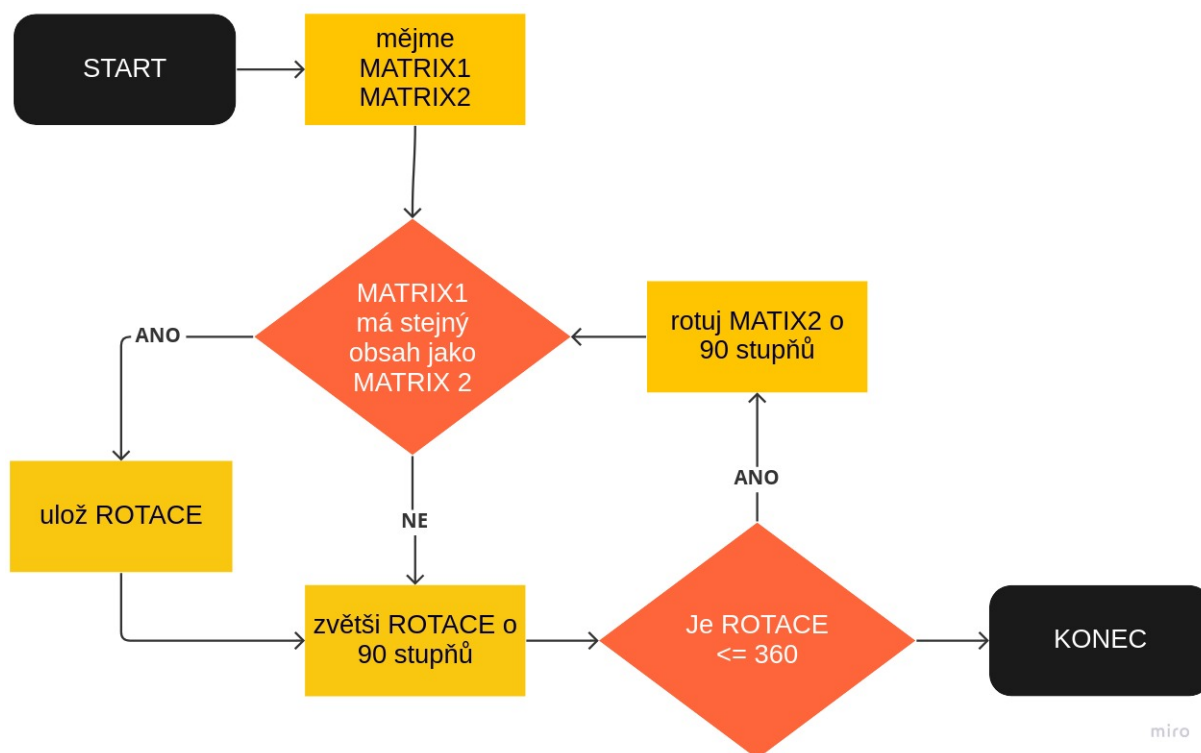 START
mějme
MATRIX1
MATRIX2
MATRIX1
má stejný
obsah jako
MATRIX 2
rotuj MATIX2 o
90 stupňů
ANO
ulož ROTACE
NE
ANO
zvětši ROTACE o
90 stupňů
Je ROTACE
<= 360
KONEC
miro